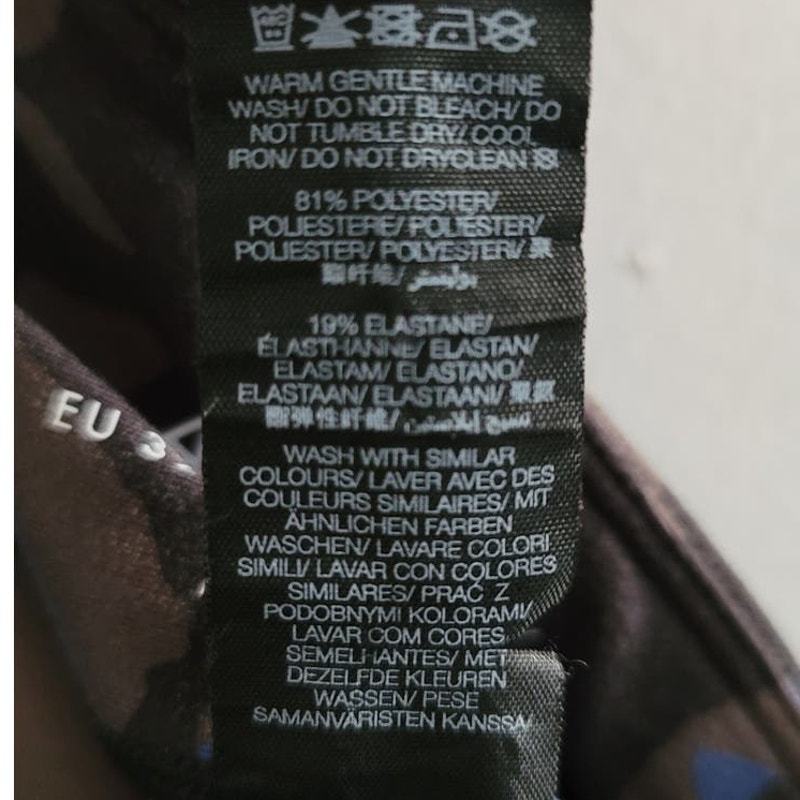 WARM GENTLE MACHINE
WASH/ DO NOT BLEACH/ DO
NOT TUMBLE DRY/ COOL
IRON/ DO NOT DRYCLEAN
81% POLYESTER/
POLIESTERE/ POLIESTER/
POLIESTER/ POLYESTER/ 聚
酯纤维/ بوليستر
19% ELASTANE/
ÉLASTHANNE/ ELASTAN/
ELASTAM/ ELASTANO/
ELASTAAN/ ELASTAANI/ 聚氨
酯弹性纤维/ نسيج إيلاستين
WASH WITH SIMILAR
COLOURS/ LAVER AVEC DES
COULEURS SIMILAIRES/ MIT
ÄHNLICHEN FARBEN
WASCHEN/ LAVARE COLORI
SIMILI/ LAVAR CON COLORES
SIMILARES/ PRAĆ Z
PODOBNYMI KOLORAMI/
LAVAR COM CORES
SEMELHANTES/ MET
DEZELFDE KLEUREN
WASSEN/ PESE
SAMANVÄRISTEN KANSSA/
EU 3